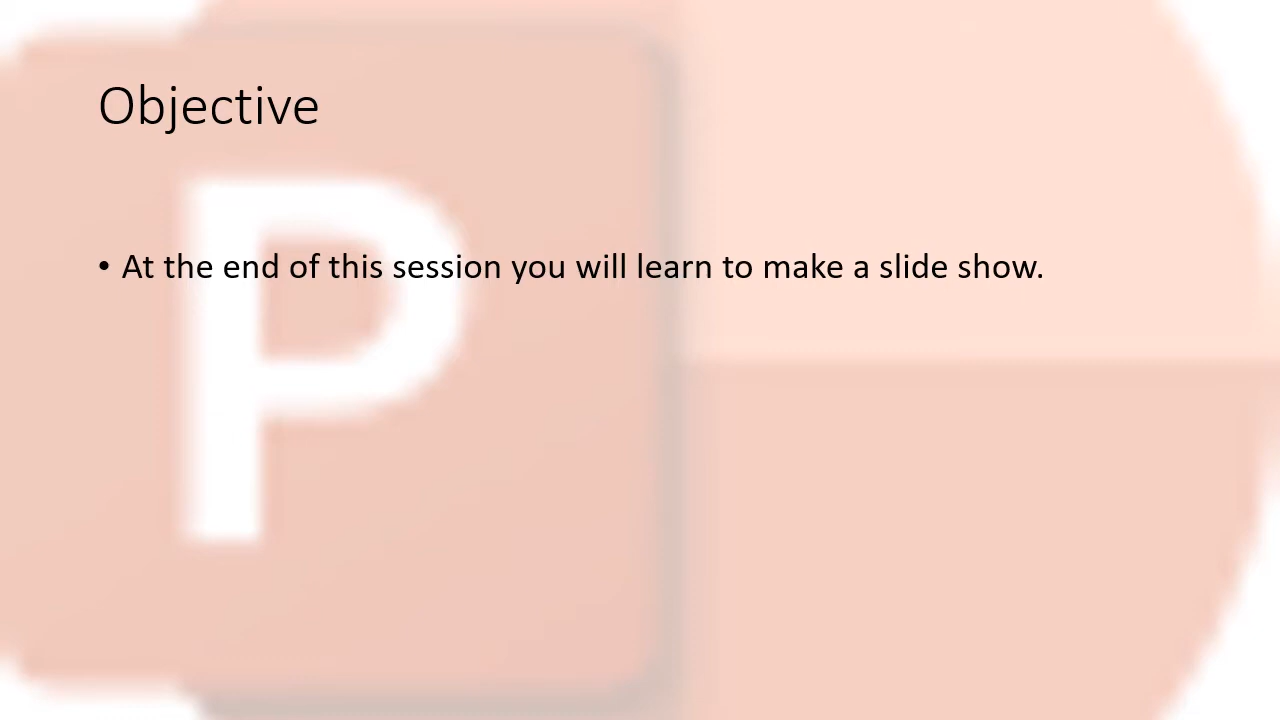 Objective
P
• At the end of this session you will learn to make a slide show.